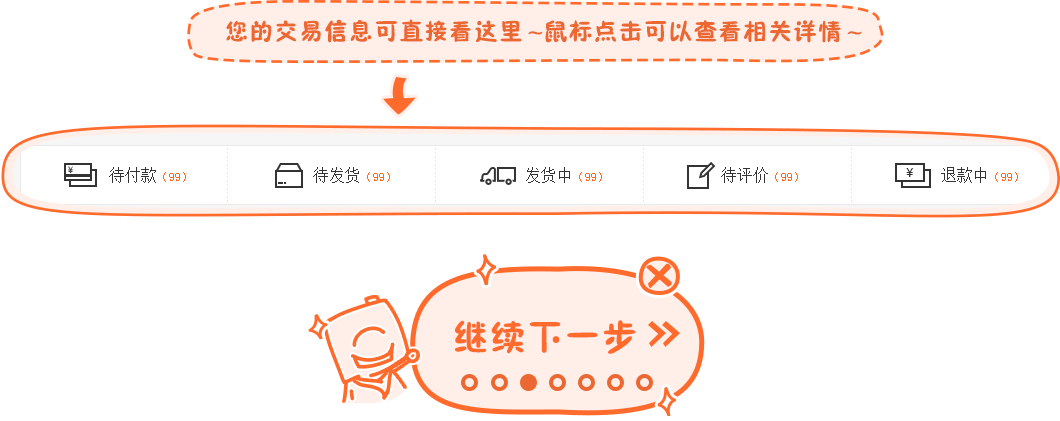 您的交易信息可直接看这里~鼠标点击可以查看相关详情~
¥ 待付款(99) 待发货(99) 发货中(99) 待评价(99) ¥ 退款中(99)
继续下一步 »